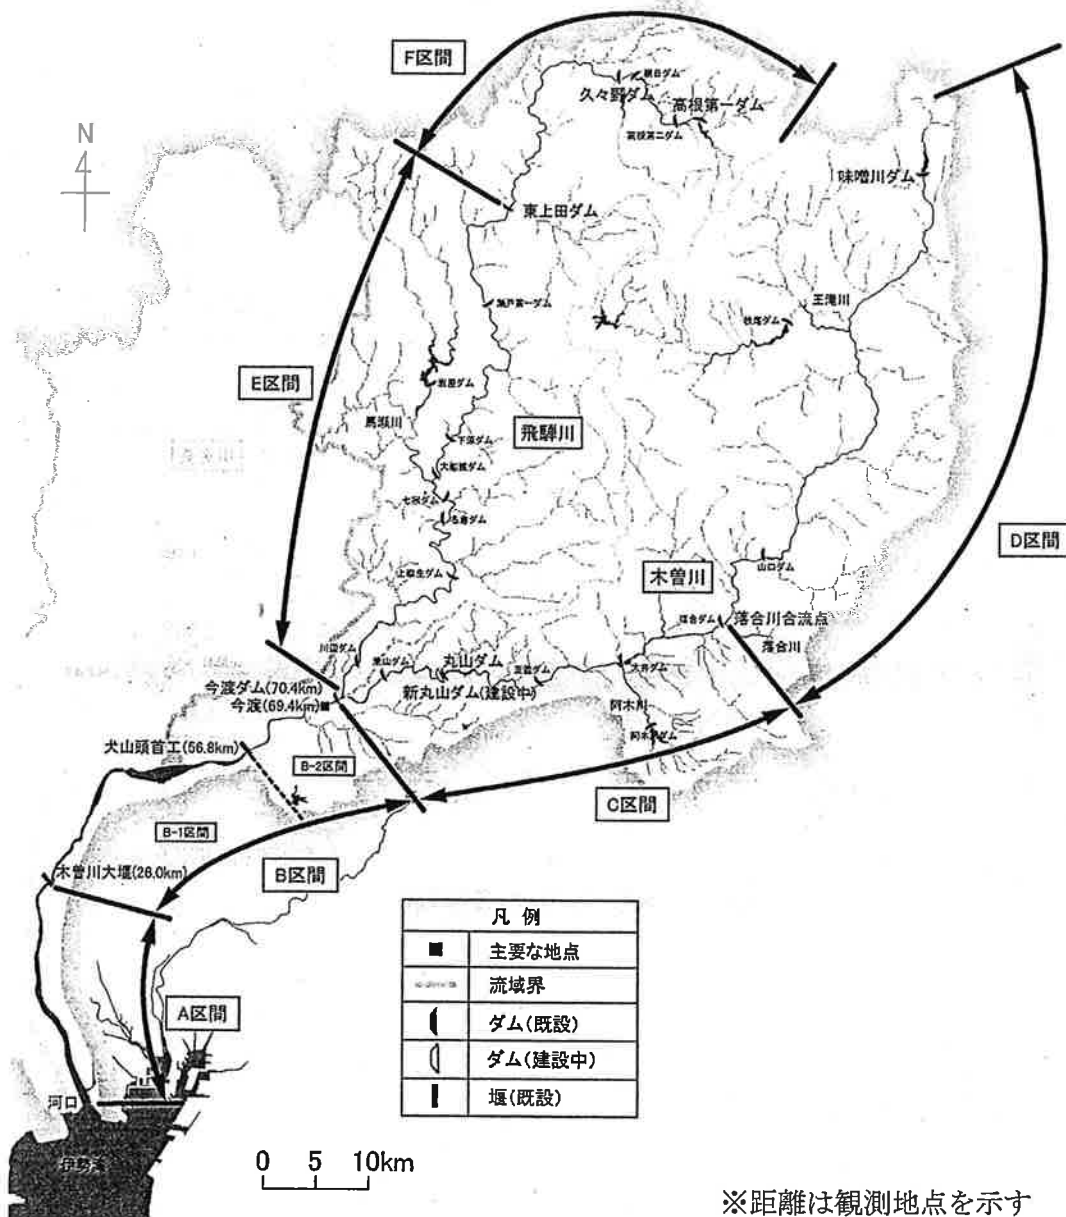 F区間
朝日ダム
久々野ダム
高根第一ダム
高根第二ダム
N
味噌川ダム
東上田ダム
瀬戸第一ダム
王滝川
牧尾ダム
E区間
岩屋ダム
馬瀬川
飛騨川
下原ダム
大船渡ダム
七宗ダム
名倉ダム
D区間
上麻生ダム
木曽川
山口ダム
落合ダム
落合川合流点
落合川
川辺ダム
兼山ダム
丸山ダム
笠置ダム
大井ダム
今渡ダム(70.4km)
新丸山ダム(建設中)
今渡(69.4km)
阿木川
阿木川ダム
犬山頭首工(56.8km)
B-2区間
C区間
B-1区間
木曽川大堰(26.0km)
B区間
凡 例
主要な地点
流域界
ダム(既設)
ダム(建設中)
堰(既設)
A区間
河口
伊勢湾
0 5 10km
※距離は観測地点を示す